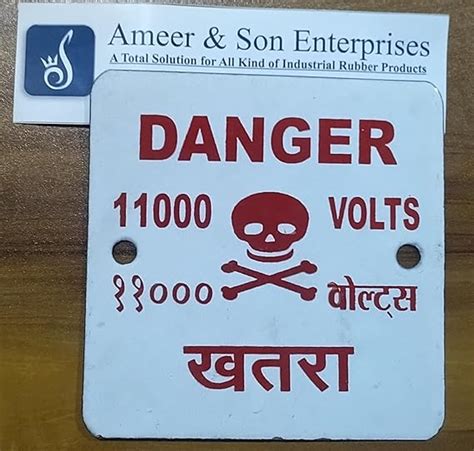 Ameer & Son Enterprises
A Total Solution for All Kind of Industrial Rubber Products
DANGER
11000 VOLTS
११००० वोल्ट्स
खतरा